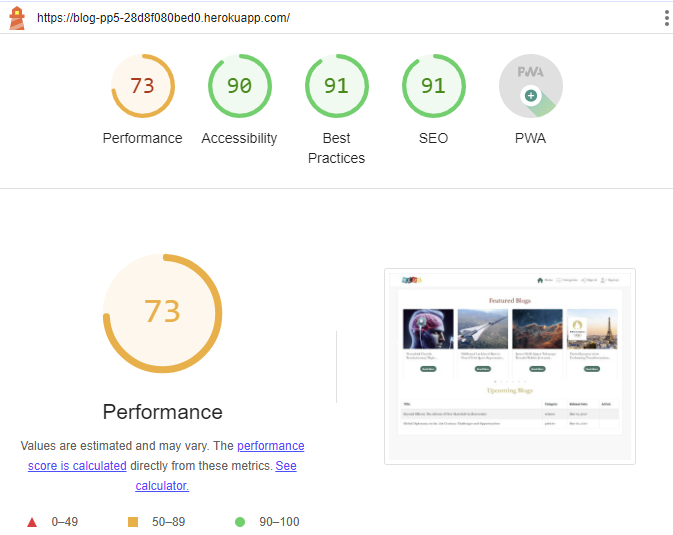 https://blog-pp5-28d8f080bed0.herokuapp.com/
73
90
91
91
PWA
Performance
Accessibility
Best
Practices
SEO
PWA
73
Performance
Values are estimated and may vary. The performance
score is calculated directly from these metrics. See
calculator.
0–49
50–89
90–100
Featured Blogs
Upcoming Blogs